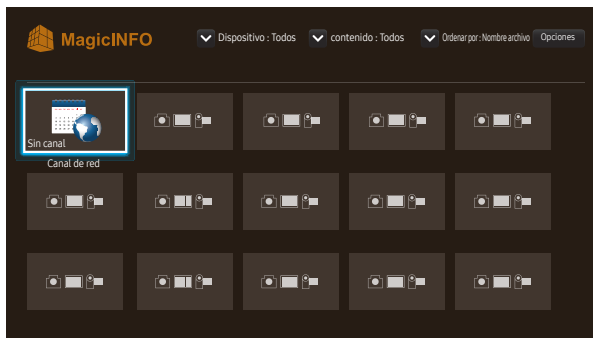 MagicINFO
Dispositivo : Todos
contenido : Todos
Ordenar por : Nombre archivo
Opciones
Sin canal
Canal de red